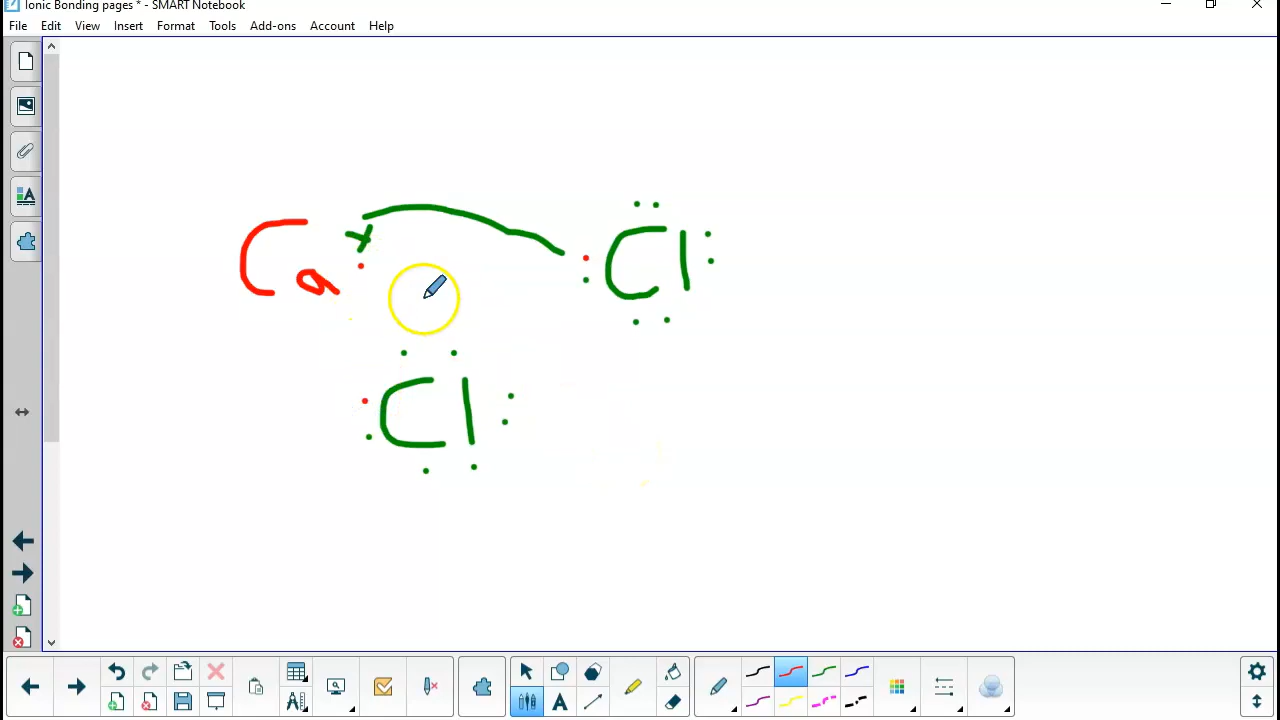 Ionic Bonding pages * - SMART Notebook
File Edit View Insert Format Tools Add-ons Account Help
Ca Cl
Cl